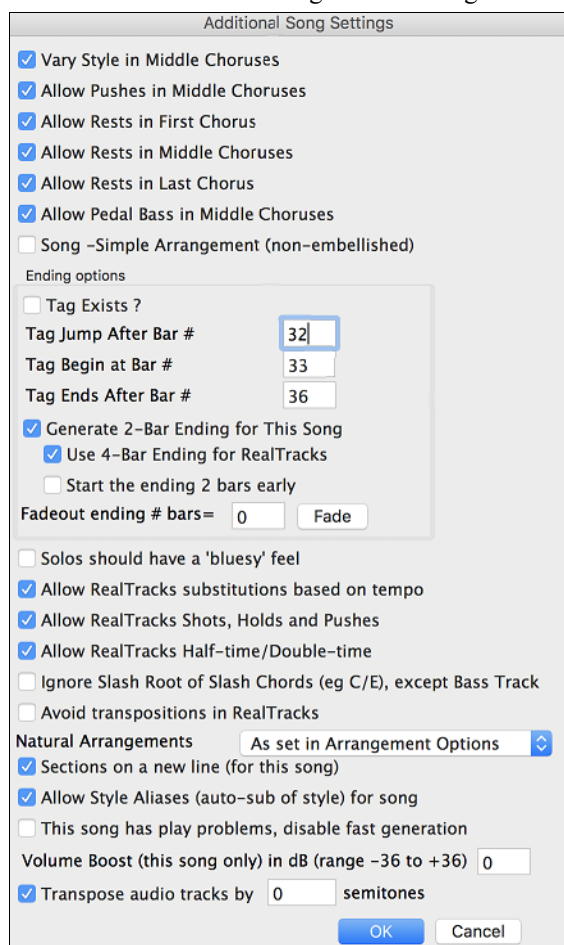 Additional Song Settings
Vary Style in Middle Choruses
Allow Pushes in Middle Choruses
Allow Rests in First Chorus
Allow Rests in Middle Choruses
Allow Rests in Last Chorus
Allow Pedal Bass in Middle Choruses
Song -Simple Arrangement (non-embellished)
Ending options
Tag Exists ?
Tag Jump After Bar # 32
Tag Begin at Bar # 33
Tag Ends After Bar # 36
Generate 2-Bar Ending for This Song
Use 4-Bar Ending for RealTracks
Start the ending 2 bars early
Fadeout ending # bars= 0 Fade
Solos should have a 'bluesy' feel
Allow RealTracks substitutions based on tempo
Allow RealTracks Shots, Holds and Pushes
Allow RealTracks Half-time/Double-time
Ignore Slash Root of Slash Chords (eg C/E), except Bass Track
Avoid transpositions in RealTracks
Natural Arrangements As set in Arrangement Options
Sections on a new line (for this song)
Allow Style Aliases (auto-sub of style) for song
This song has play problems, disable fast generation
Volume Boost (this song only) in dB (range -36 to +36) 0
Transpose audio tracks by 0 semitones
OK Cancel